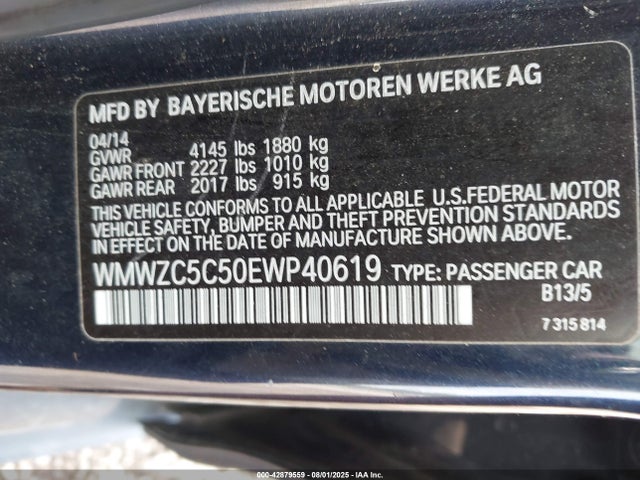 MFD BY BAYERISCHE MOTOREN WERKE AG
04/14
GVWR 4145 lbs 1880 kg
GAWR FRONT 2227 lbs 1010 kg
GAWR REAR 2017 lbs 915 kg
THIS VEHICLE CONFORMS TO ALL APPLICABLE U.S.FEDERAL MOTOR
VEHICLE SAFETY, BUMPER AND THEFT PREVENTION STANDARDS
IN EFFECT ON THE DATE OF MANUFACTURE SHOWN ABOVE.
WMWZC5C50EWP40619 TYPE: PASSENGER CAR
B13/5
7 315 814
000-42879559 - 08/01/2025 - IAA Inc.